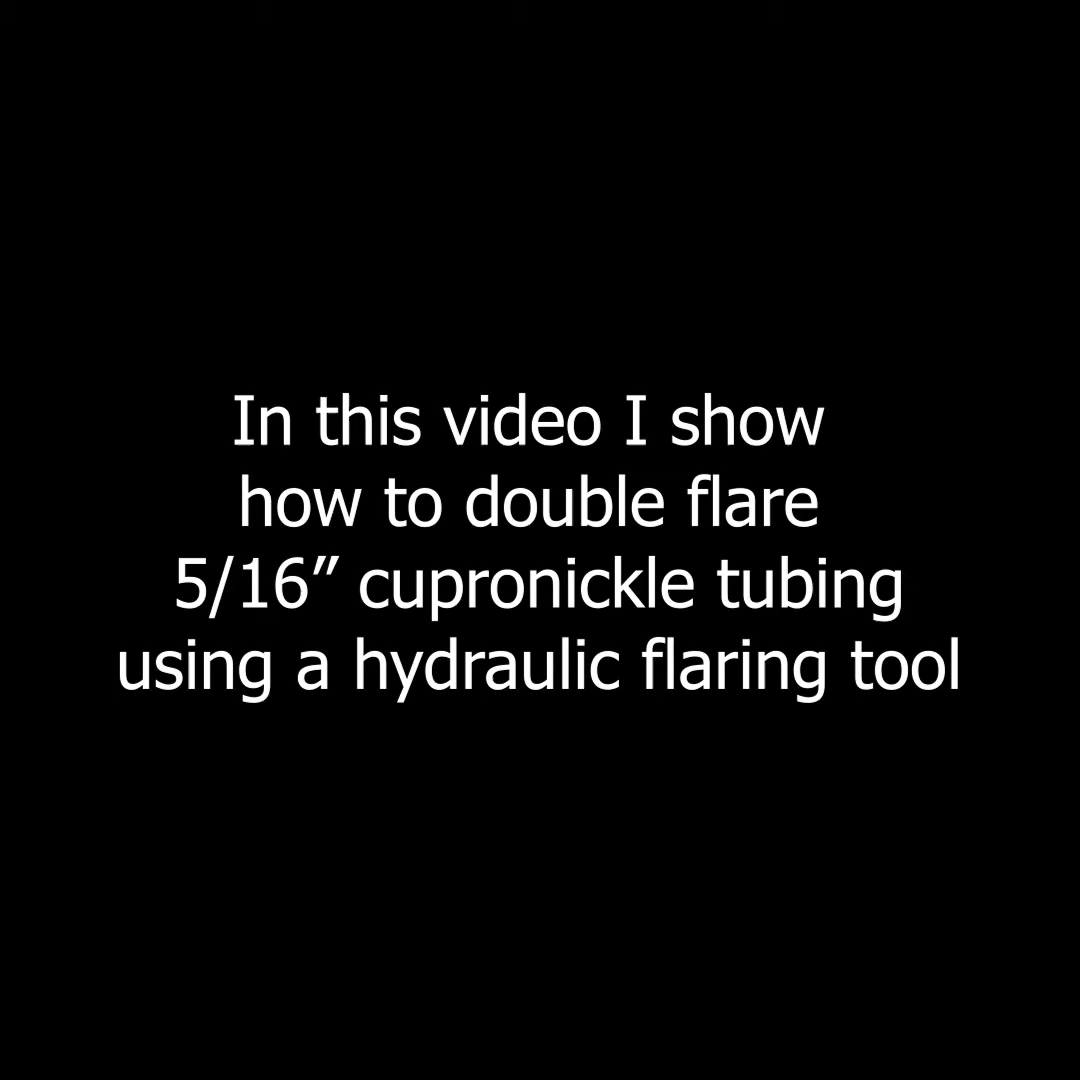 In this video I show
how to double flare
5/16” cupronickle tubing
using a hydraulic flaring tool